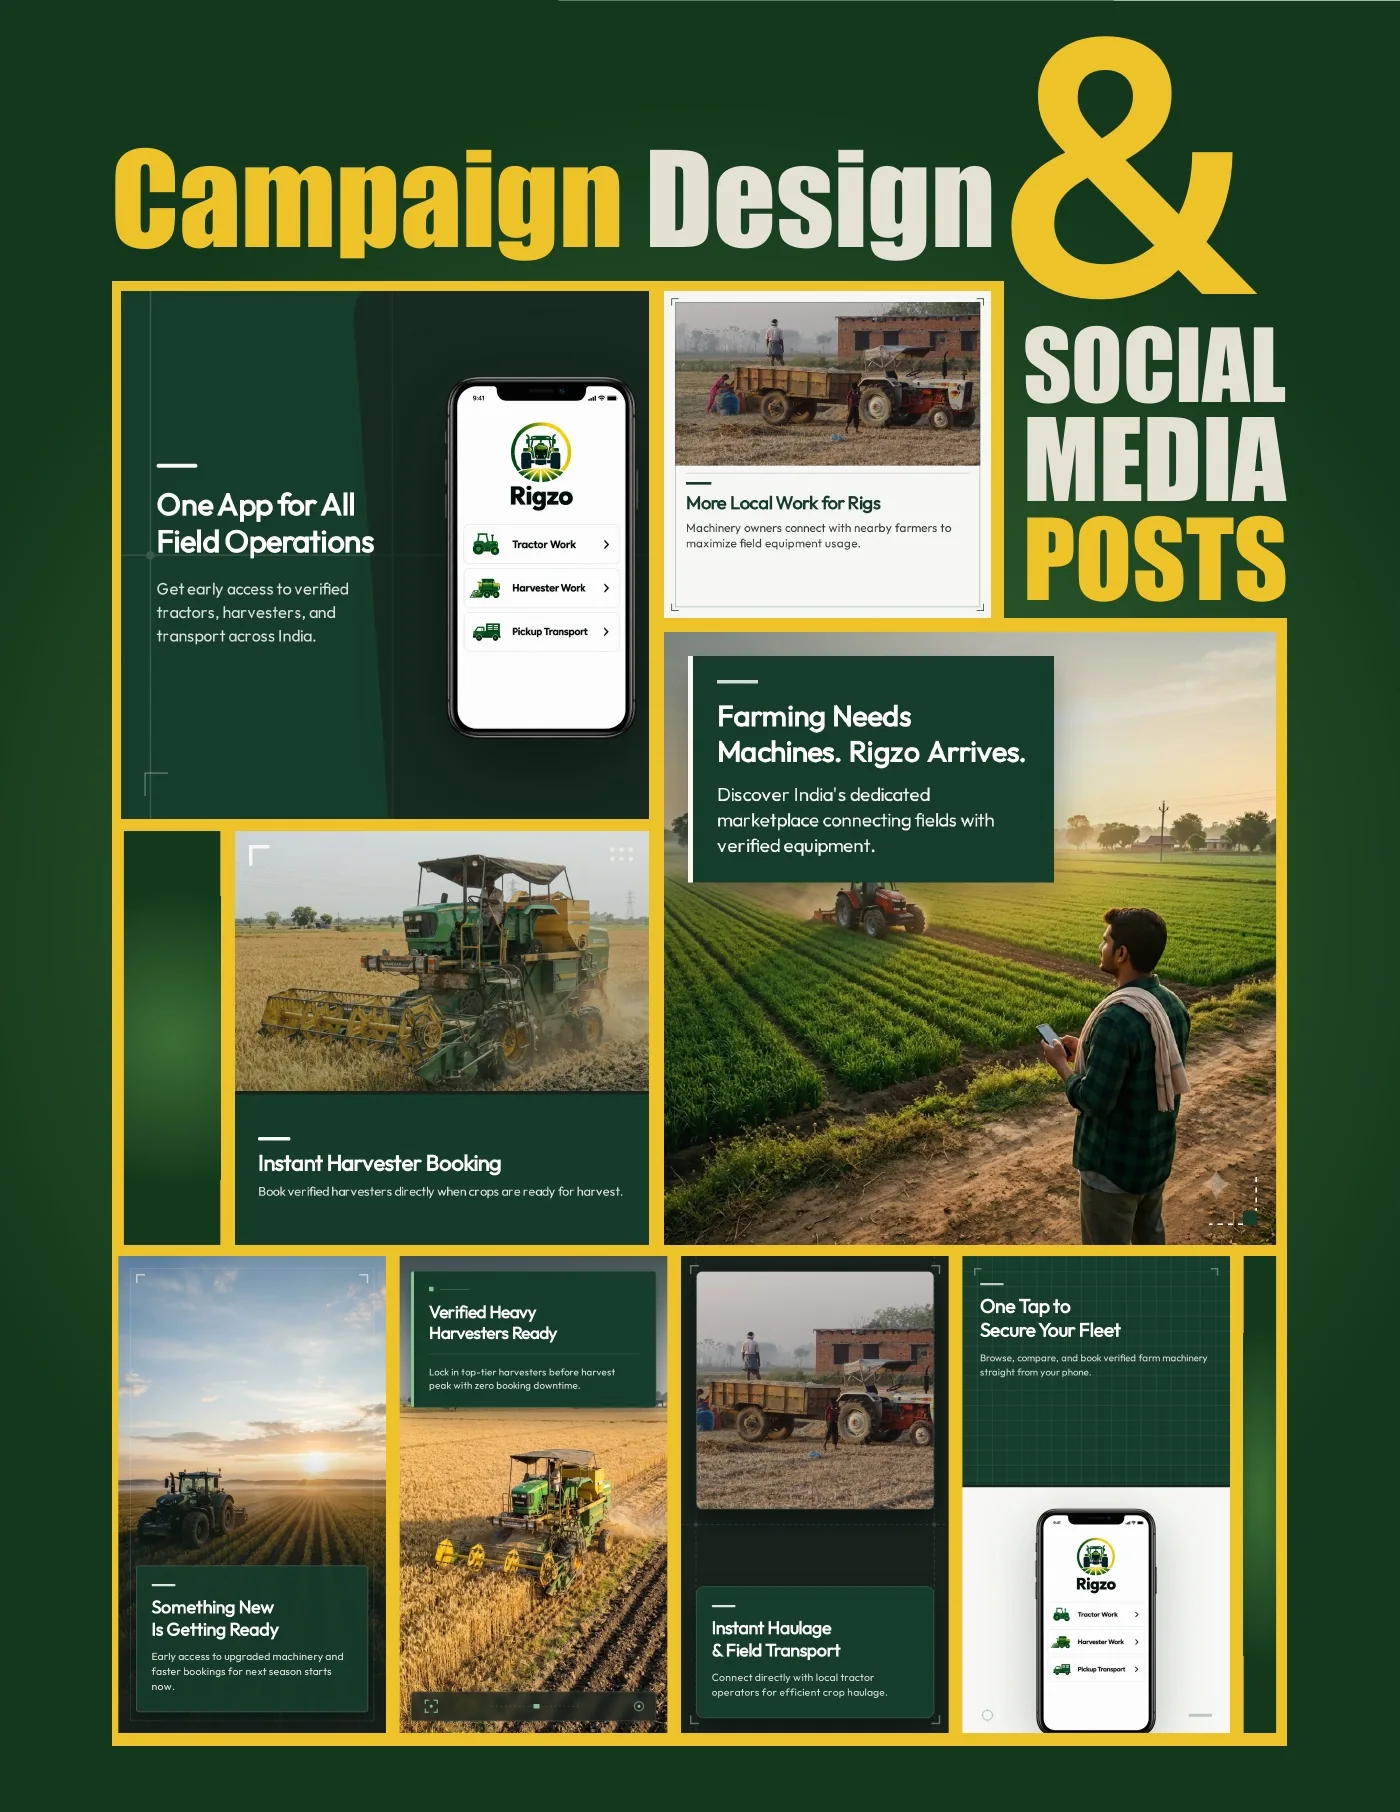 Campaign Design &
SOCIAL
MEDIA
POSTS
One App for All
Field Operations
Get early access to verified
tractors, harvesters, and
transport across India.
9:41
Rigzo
Tractor Work
Harvester Work
Pickup Transport
More Local Work for Rigs
Machinery owners connect with nearby farmers to
maximize field equipment usage.
Farming Needs
Machines. Rigzo Arrives.
Discover India's dedicated
marketplace connecting fields with
verified equipment.
Instant Harvester Booking
Book verified harvesters directly when crops are ready for harvest.
Something New
Is Getting Ready
Early access to upgraded machinery and
faster bookings for next season starts
now.
Verified Heavy
Harvesters Ready
Lock in top-tier harvesters before harvest
peak with zero booking downtime.
Instant Haulage
& Field Transport
Connect directly with local tractor
operators for efficient crop haulage.
One Tap to
Secure Your Fleet
Browse, compare, and book verified farm machinery
straight from your phone.
9:41
Rigzo
Tractor Work
Harvester Work
Pickup Transport